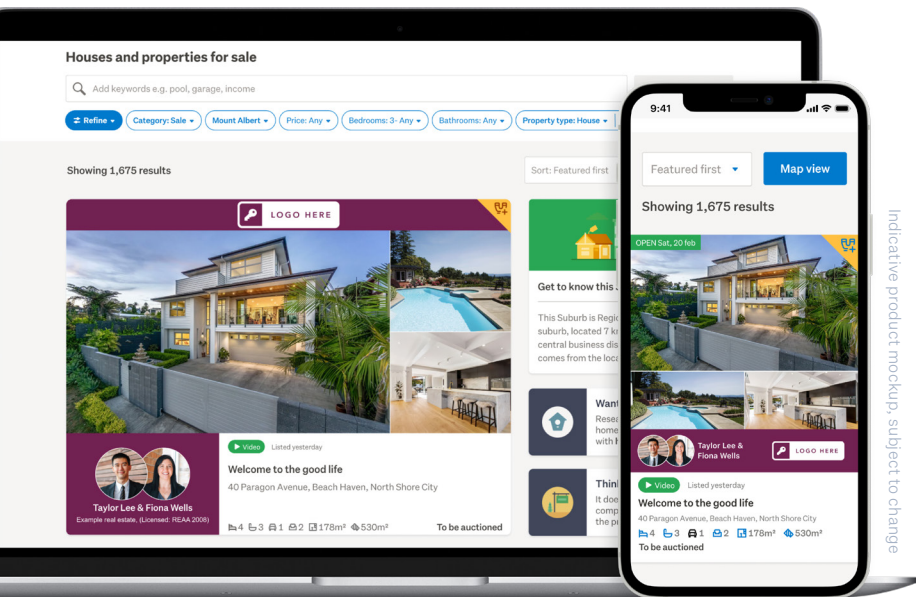 Houses and properties for sale
Add keywords e.g. pool, garage, income
Refine
Category: Sale
Mount Albert
Price: Any
Bedrooms: 3- Any
Bathrooms: Any
Property type: House
Showing 1,675 results
Sort: Featured first
LOGO HERE
Video Listed yesterday
Welcome to the good life
40 Paragon Avenue, Beach Haven, North Shore City
Taylor Lee & Fiona Wells
Example real estate, (Licensed: REAA 2008)
4 3 1 2 178m² 530m² To be auctioned
Get to know this
This Suburb is
suburb, located 7
central business
comes from the
Want
home
with
It
comp
the
9:41
Featured first
Map view
Showing 1,675 results
OPEN Sat, 20 feb
Taylor Lee &
Fiona Wells
LOGO HERE
Video Listed yesterday
Welcome to the good life
40 Paragon Avenue, Beach Haven, North Shore City
4 3 1 2 178m² 530m²
To be auctioned
Indicative product mockup, subject to change